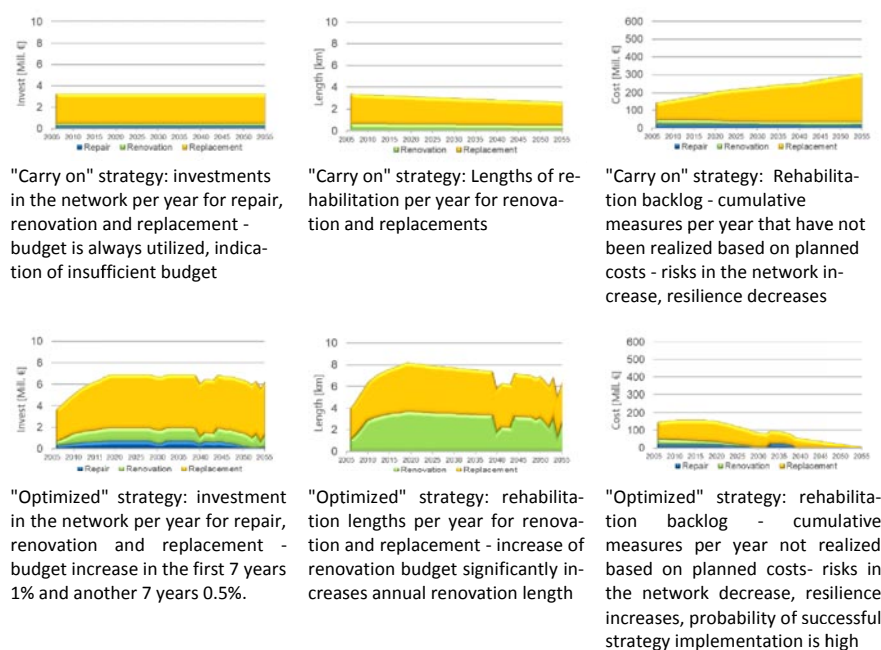 10
8
6
4
2
0
Invest [Mill. €]
2005 2010 2015 2020 2025 2030 2035 2040 2045 2050 2055
Repair Renovation Replacement
"Carry on" strategy: investments
in the network per year for repair,
renovation and replacement -
budget is always utilized, indica-
tion of insufficient budget
10
8
6
4
2
0
Length [km]
2005 2010 2015 2020 2025 2030 2035 2040 2045 2050 2055
Renovation Replacement
"Carry on" strategy: Lengths of re-
habilitation per year for renova-
tion and replacements
600
500
400
300
200
100
0
Cost [Mill. €]
2005 2010 2015 2020 2025 2030 2035 2040 2045 2050 2055
Repair Renovation Replacement
"Carry on" strategy: Rehabilita-
tion backlog - cumulative
measures per year that have not
been realized based on planned
costs - risks in the network in-
crease, resilience decreases
10
8
6
4
2
0
Invest [Mill. €]
2005 2010 2015 2020 2025 2030 2035 2040 2045 2050 2055
Repair Renovation Replacement
"Optimized" strategy: investment
in the network per year for repair,
renovation and replacement -
budget increase in the first 7 years
1% and another 7 years 0.5%.
10
8
6
4
2
0
Length [km]
2005 2010 2015 2020 2025 2030 2035 2040 2045 2050 2055
Renovation Replacement
"Optimized" strategy: rehabilita-
tion lengths per year for renova-
tion and replacement - increase of
renovation budget significantly in-
creases annual renovation length
600
500
400
300
200
100
0
Cost [Mill. €]
2005 2010 2015 2020 2025 2030 2035 2040 2045 2050 2055
Repair Renovation Replacement
"Optimized" strategy: rehabilita-
tion backlog - cumulative
measures per year not realized
based on planned costs- risks in
the network decrease, resilience
increases, probability of successful
strategy implementation is high